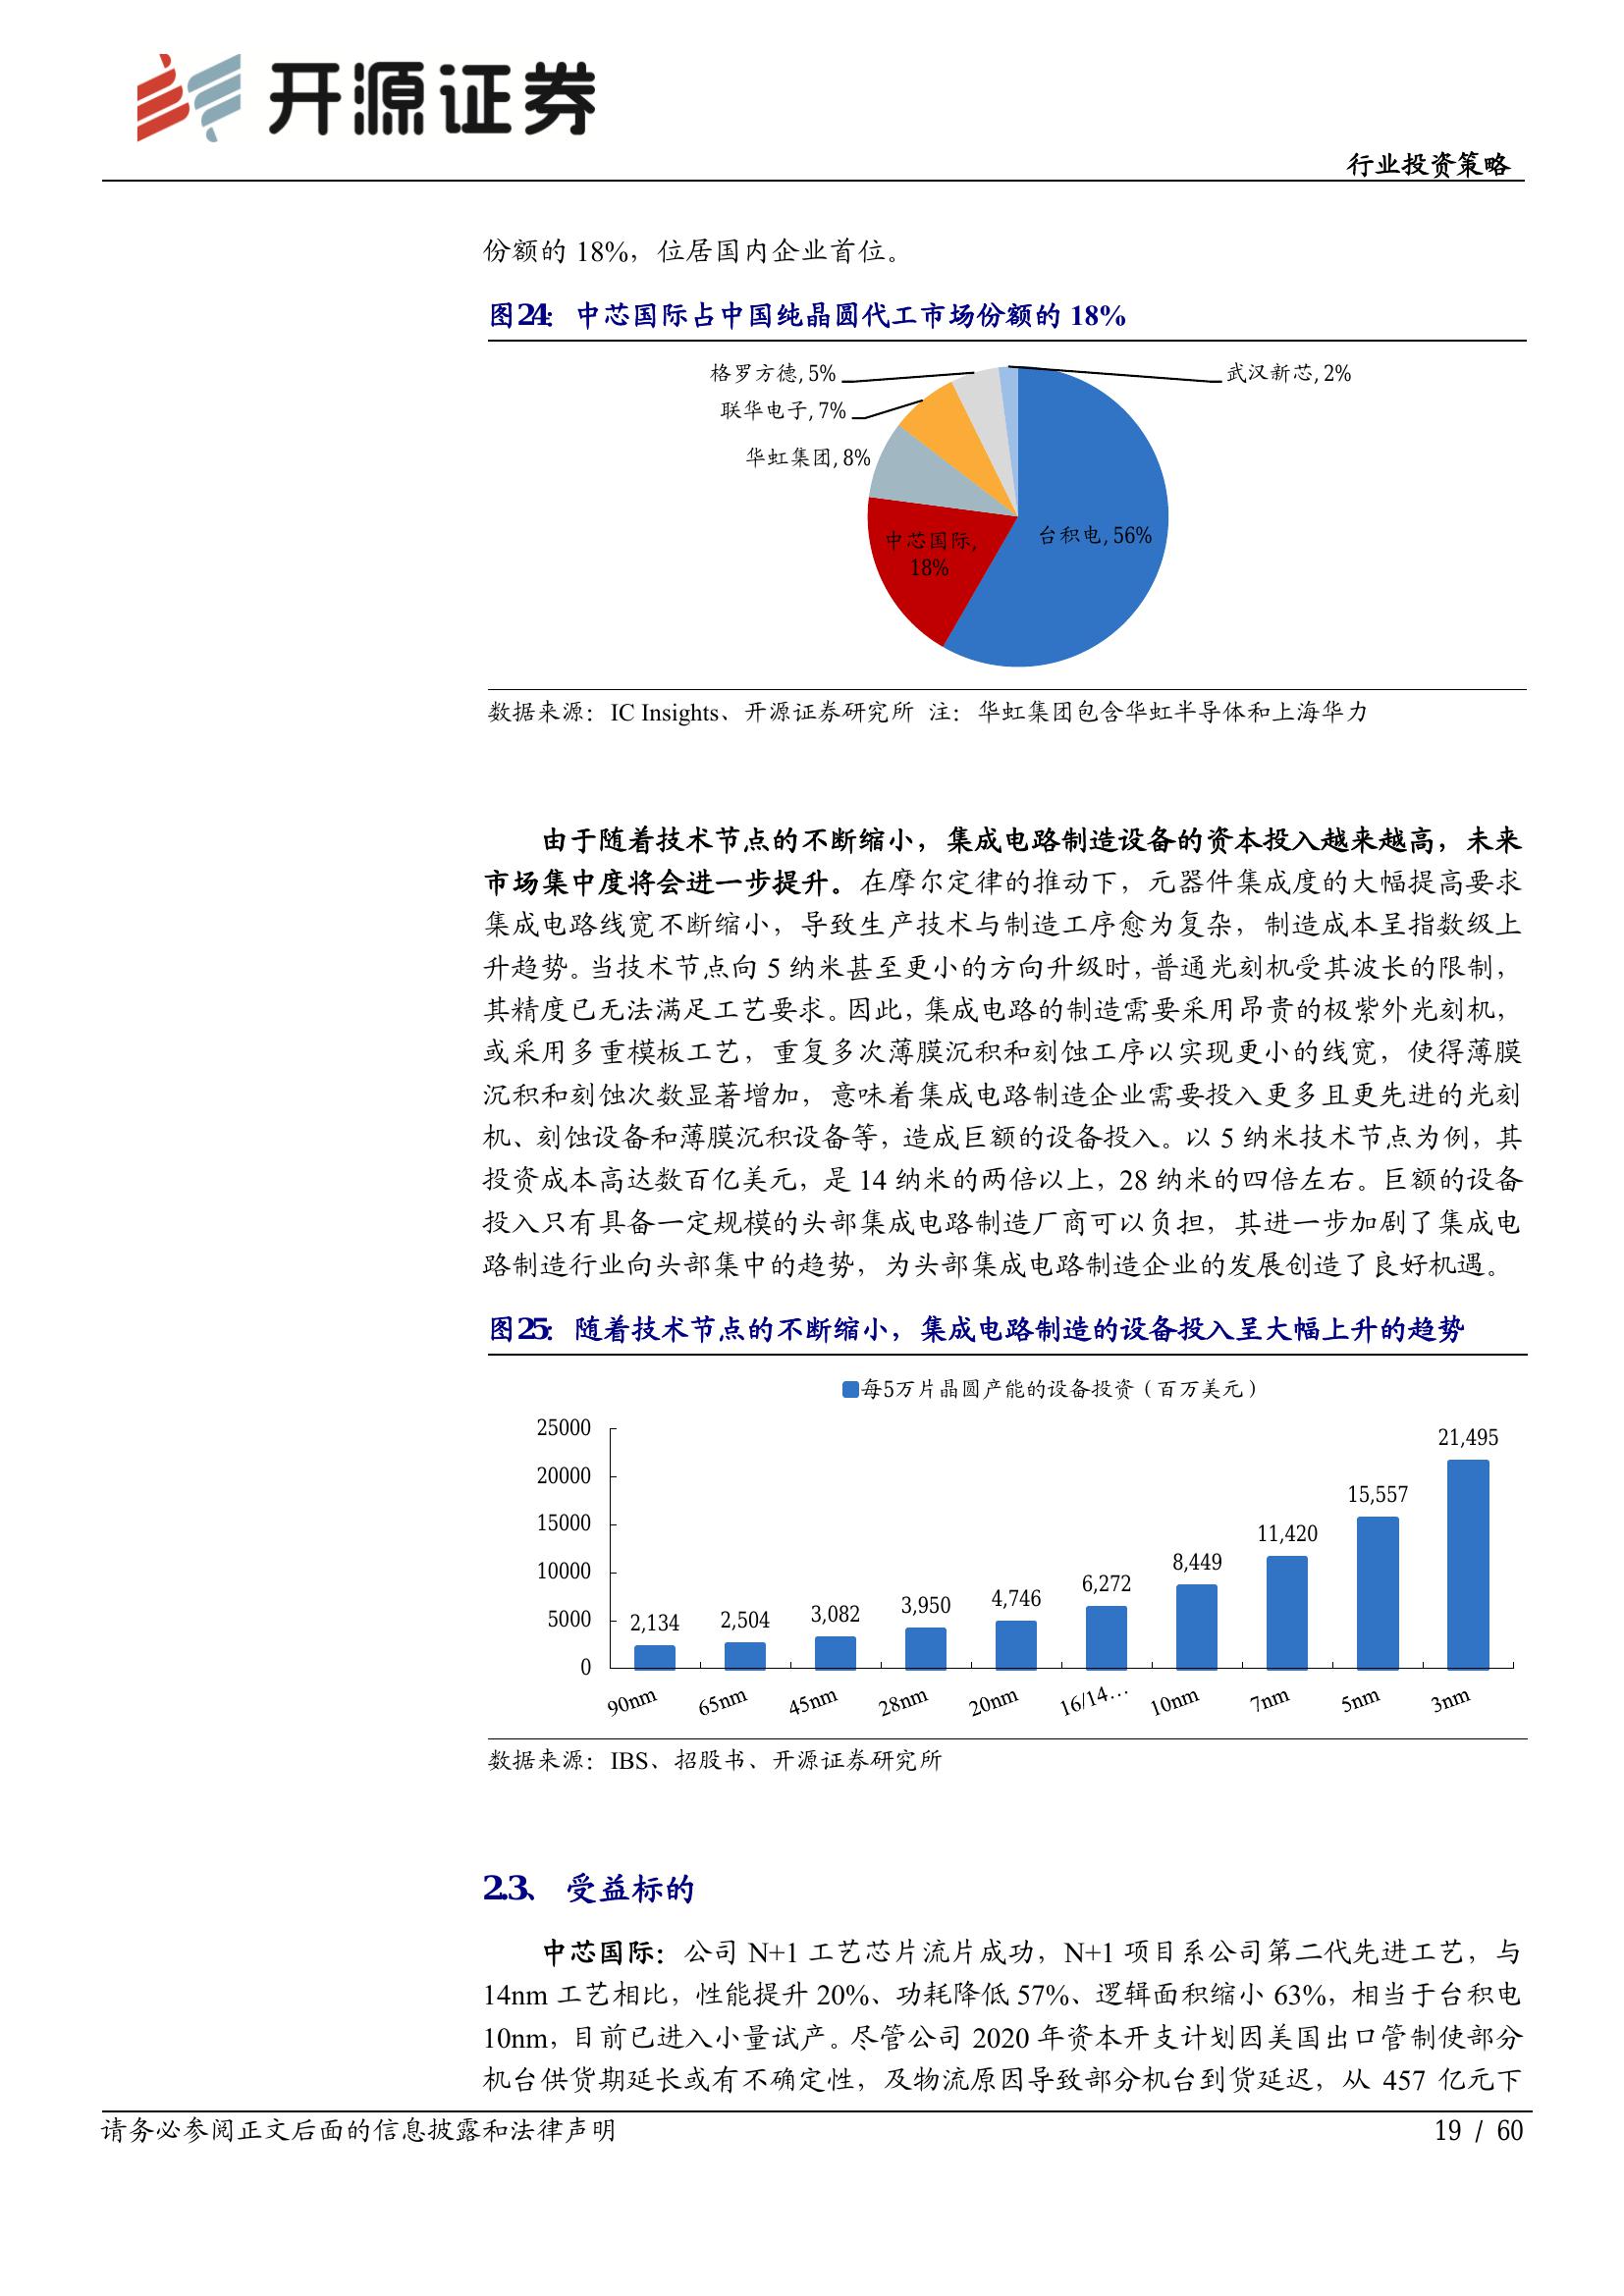 开源证券
行业投资策略
份额的 18%，位居国内企业首位。
图24： 中芯国际占中国纯晶圆代工市场份额的 18%
格罗方德, 5%
武汉新芯, 2%
联华电子, 7%
华虹集团, 8%
台积电, 56%
中芯国际,
18%
数据来源：IC Insights、开源证券研究所 注：华虹集团包含华虹半导体和上海华力
由于随着技术节点的不断缩小，集成电路制造设备的资本投入越来越高，未来
市场集中度将会进一步提升。在摩尔定律的推动下，元器件集成度的大幅提高要求
集成电路线宽不断缩小，导致生产技术与制造工序愈为复杂，制造成本呈指数级上
升趋势。当技术节点向 5 纳米甚至更小的方向升级时，普通光刻机受其波长的限制，
其精度已无法满足工艺要求。因此，集成电路的制造需要采用昂贵的极紫外光刻机，
或采用多重模板工艺，重复多次薄膜沉积和刻蚀工序以实现更小的线宽，使得薄膜
沉积和刻蚀次数显著增加，意味着集成电路制造企业需要投入更多且更先进的光刻
机、刻蚀设备和薄膜沉积设备等，造成巨额的设备投入。以 5 纳米技术节点为例，其
投资成本高达数百亿美元，是 14 纳米的两倍以上，28 纳米的四倍左右。巨额的设备
投入只有具备一定规模的头部集成电路制造厂商可以负担，其进一步加剧了集成电
路制造行业向头部集中的趋势，为头部集成电路制造企业的发展创造了良好机遇。
图25： 随着技术节点的不断缩小，集成电路制造的设备投入呈大幅上升的趋势
每5万片晶圆产能的设备投资（百万美元）
25000
20000
15000
10000
5000
0
2,134
2,504
3,082
3,950
4,746
6,272
8,449
11,420
15,557
21,495
90nm
65nm
45nm
28nm
20nm
16/14…
10nm
7nm
5nm
3nm
数据来源：IBS、招股书、开源证券研究所
2.3、 受益标的
中芯国际：公司 N+1 工艺芯片流片成功，N+1 项目系公司第二代先进工艺，与
14nm 工艺相比，性能提升 20%、功耗降低 57%、逻辑面积缩小 63%，相当于台积电
10nm，目前已进入小量试产。尽管公司 2020 年资本开支计划因美国出口管制使部分
机台供货期延长或有不确定性，及物流原因导致部分机台到货延迟，从 457 亿元下
请务必参阅正文后面的信息披露和法律声明
19 / 60